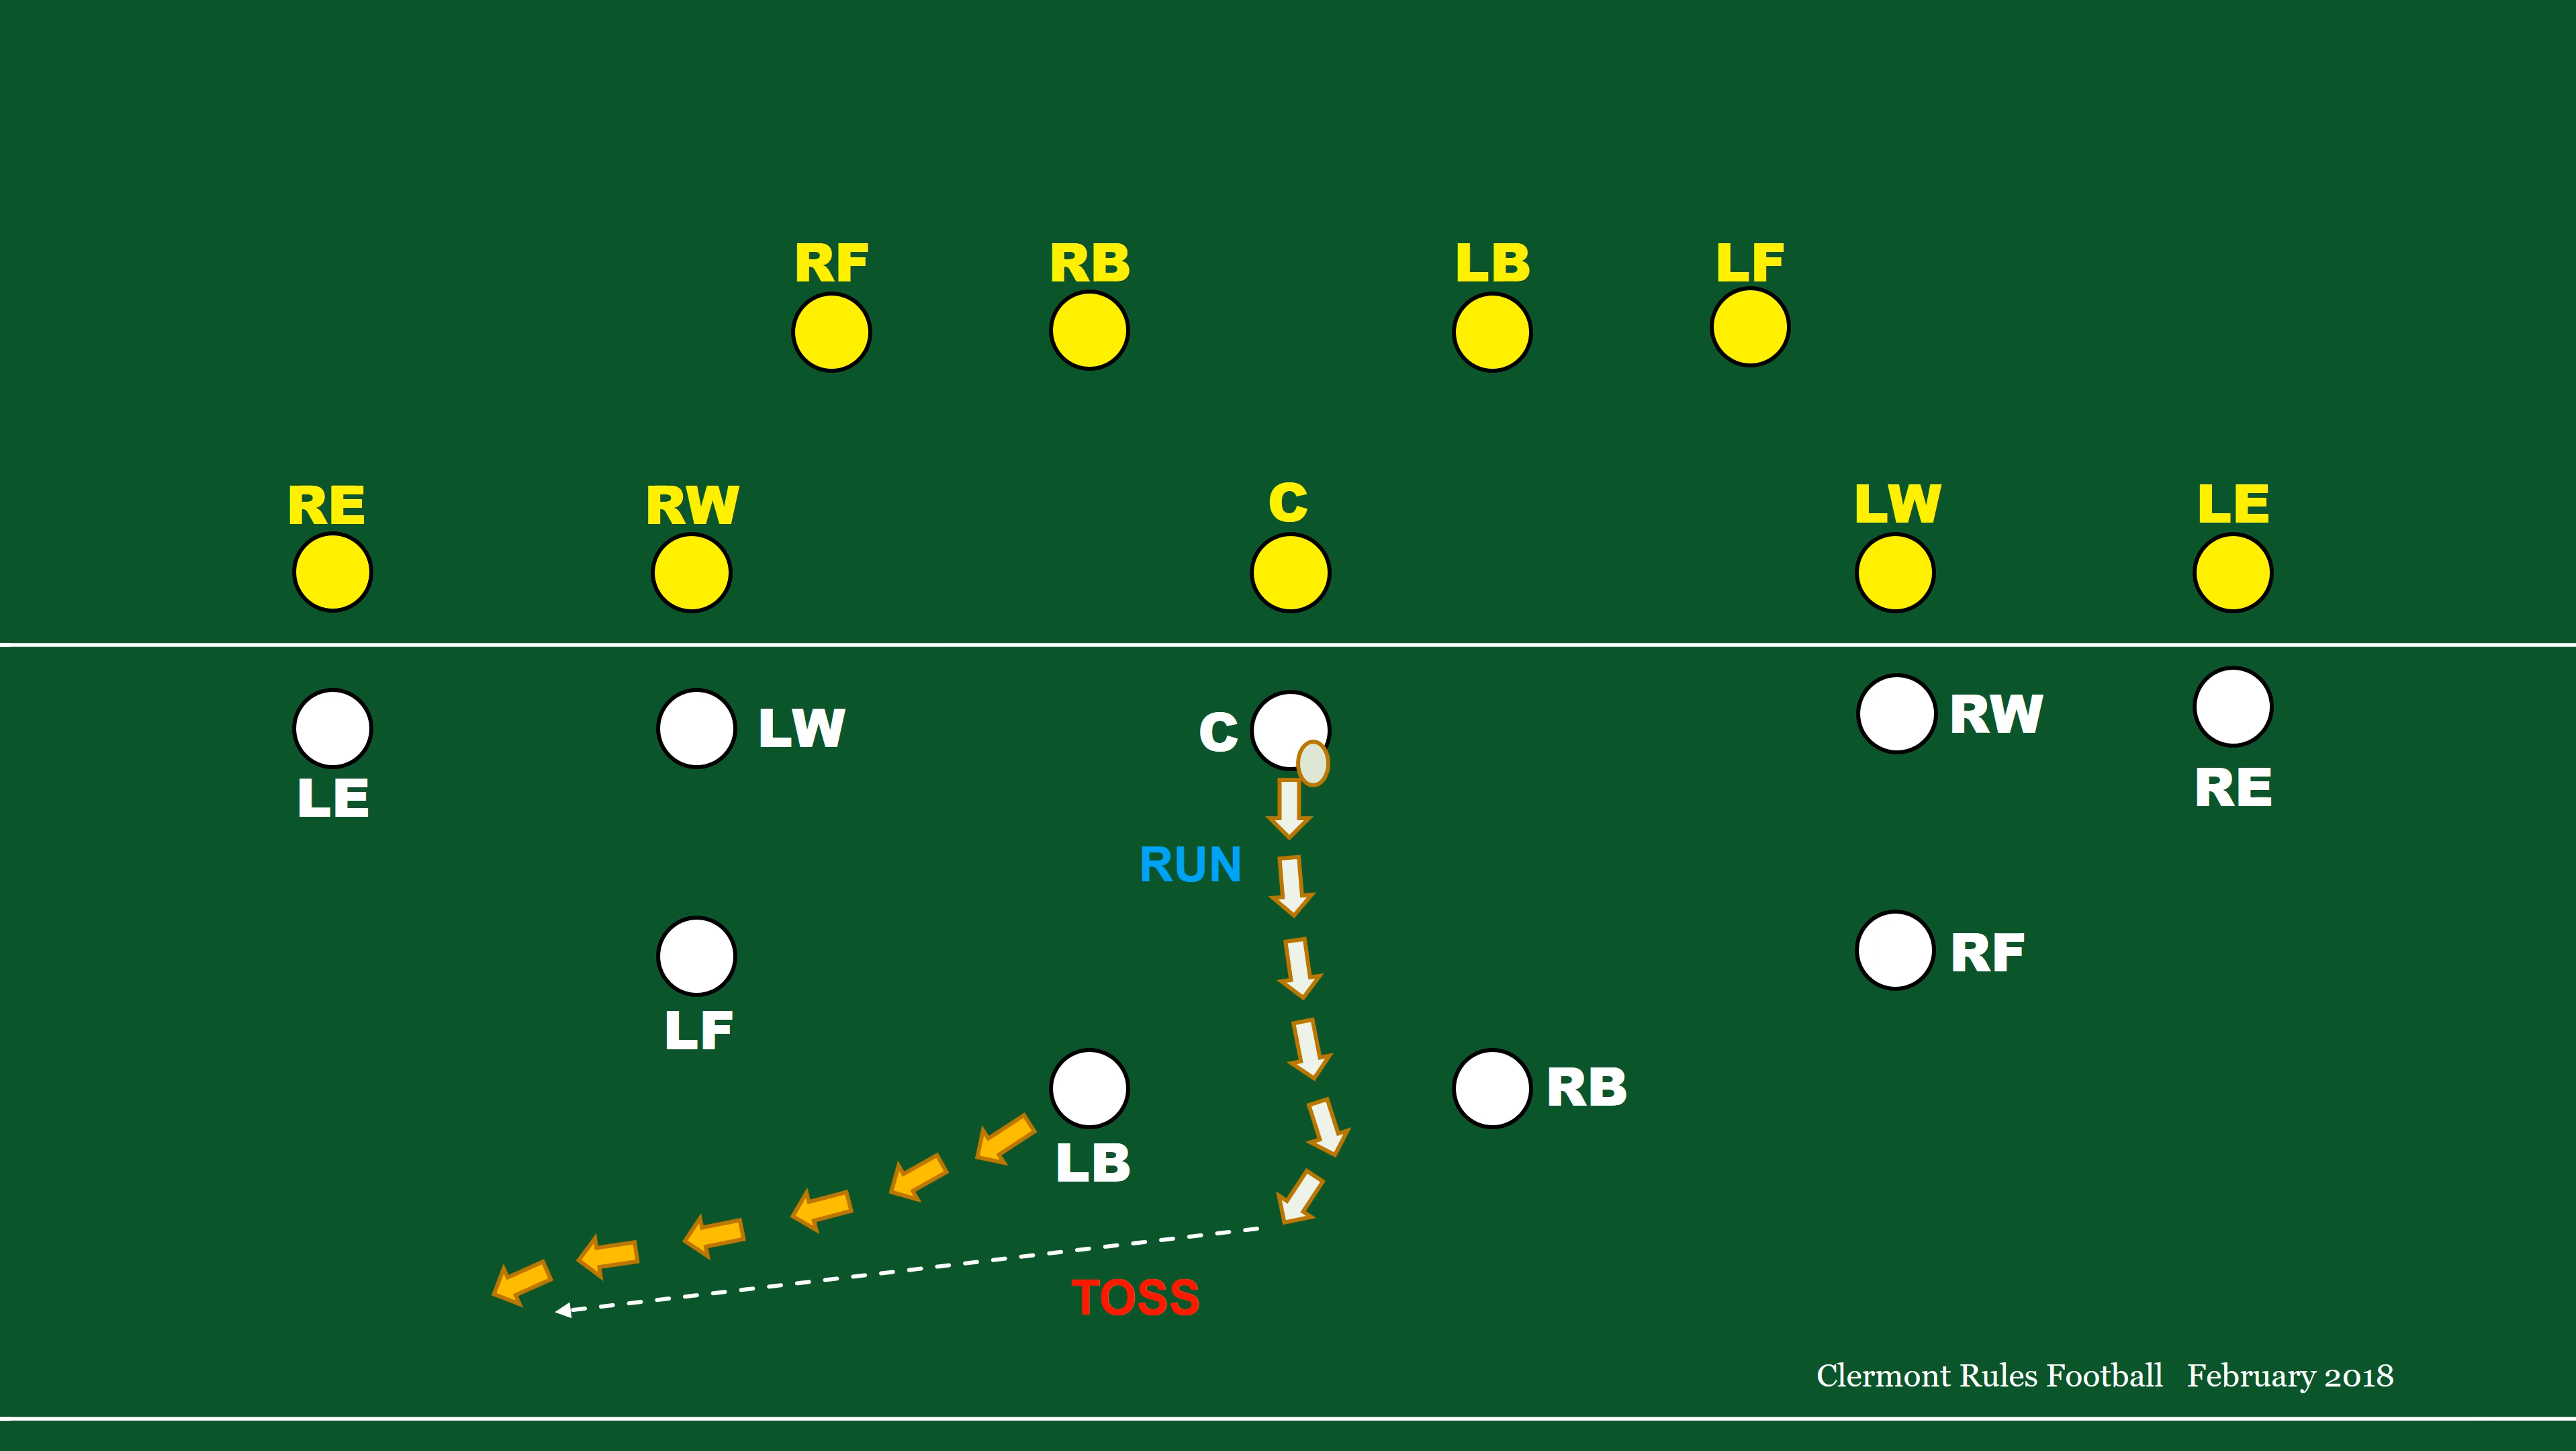 RF RB LB LF
RE RW C LW LE
LW C RW
LE RE
RUN
LF RF
LB RB
TOSS
Clermont Rules Football February 2018